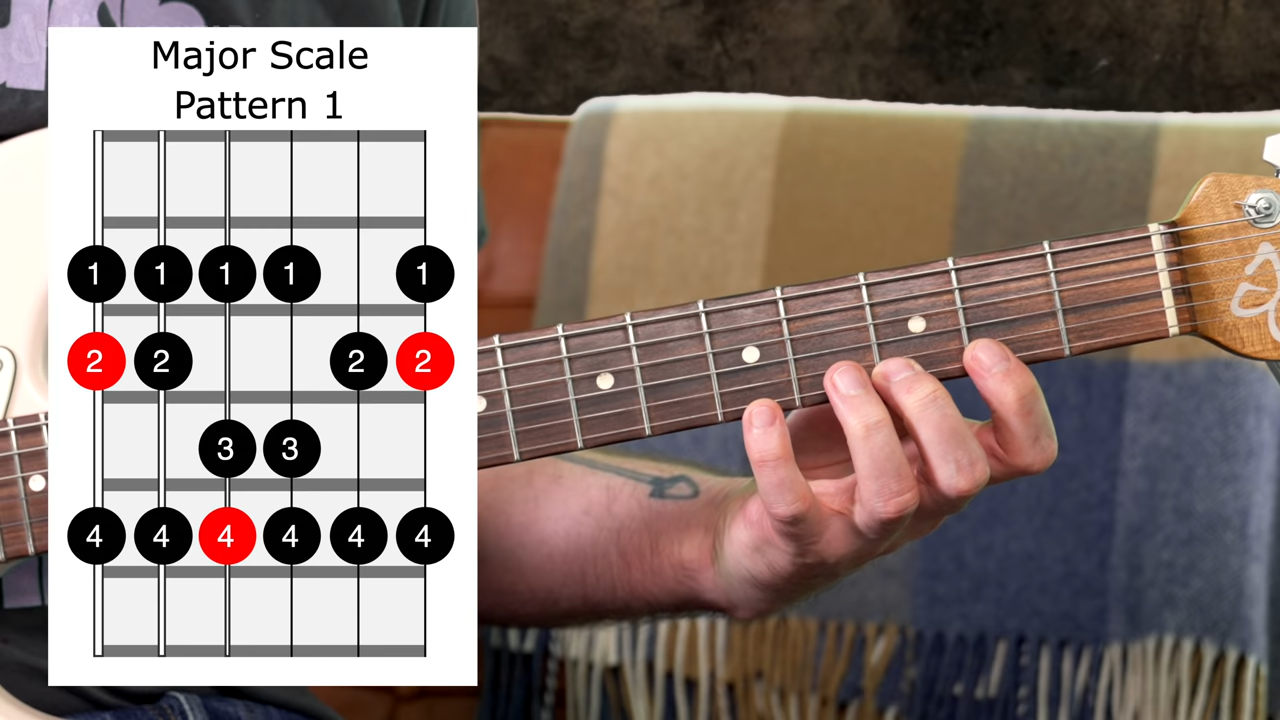 Major Scale
Pattern 1
1 1 1 1 1
2 2 2 2
3 3
4 4 4 4 4 4